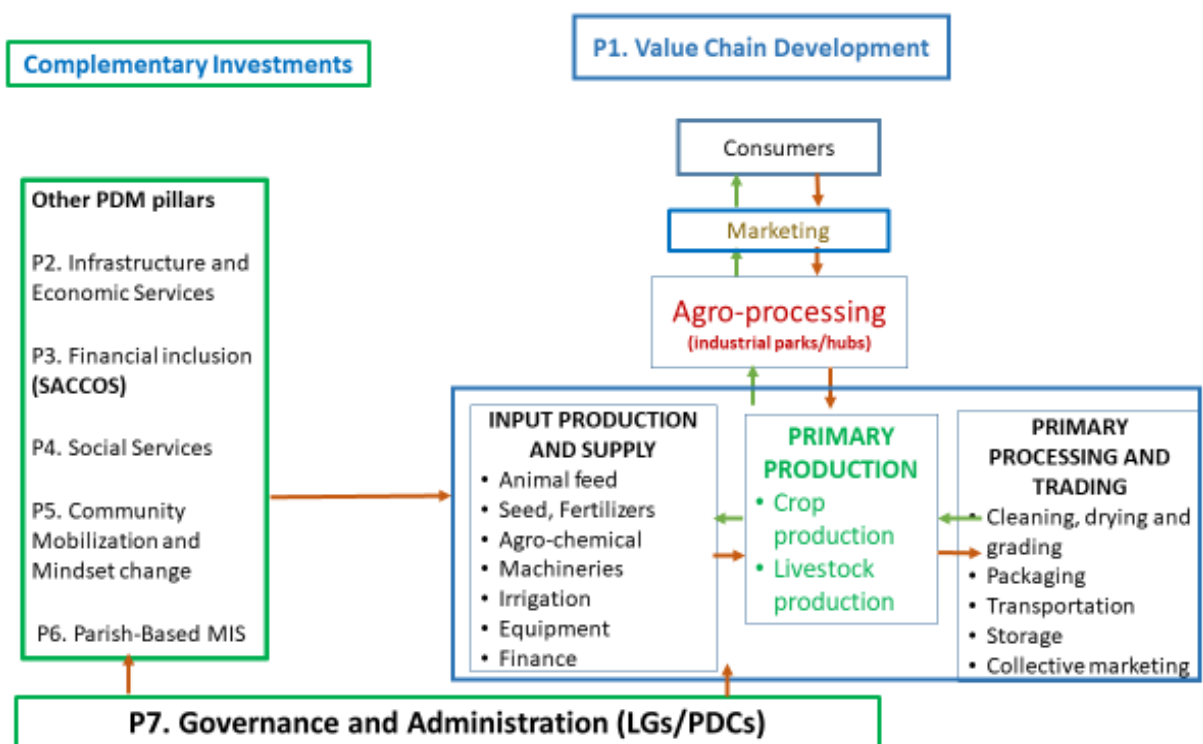 Complementary Investments
P1. Value Chain Development
Consumers
Marketing
Agro-processing
(industrial parks/hubs)
Other PDM pillars
P2. Infrastructure and
Economic Services
P3. Financial inclusion
(SACCOS)
P4. Social Services
P5. Community
Mobilization and
Mindset change
P6. Parish-Based MIS
INPUT PRODUCTION
AND SUPPLY
• Animal feed
• Seed, Fertilizers
• Agro-chemical
• Machineries
• Irrigation
• Equipment
• Finance
PRIMARY
PRODUCTION
• Crop
production
• Livestock
production
PRIMARY
PROCESSING AND
TRADING
• Cleaning, drying and
grading
• Packaging
• Transportation
• Storage
• Collective marketing
P7. Governance and Administration (LGs/PDCs)